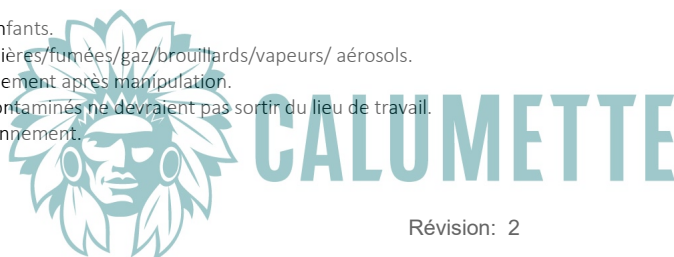 nfants.
ières/fumées/gaz/brouillards/vapeurs/ aérosols.
ement après manipulation.
ontaminés ne devraient pas sortir du lieu de travail.
nnement.
CALUMETTE
Révision: 2